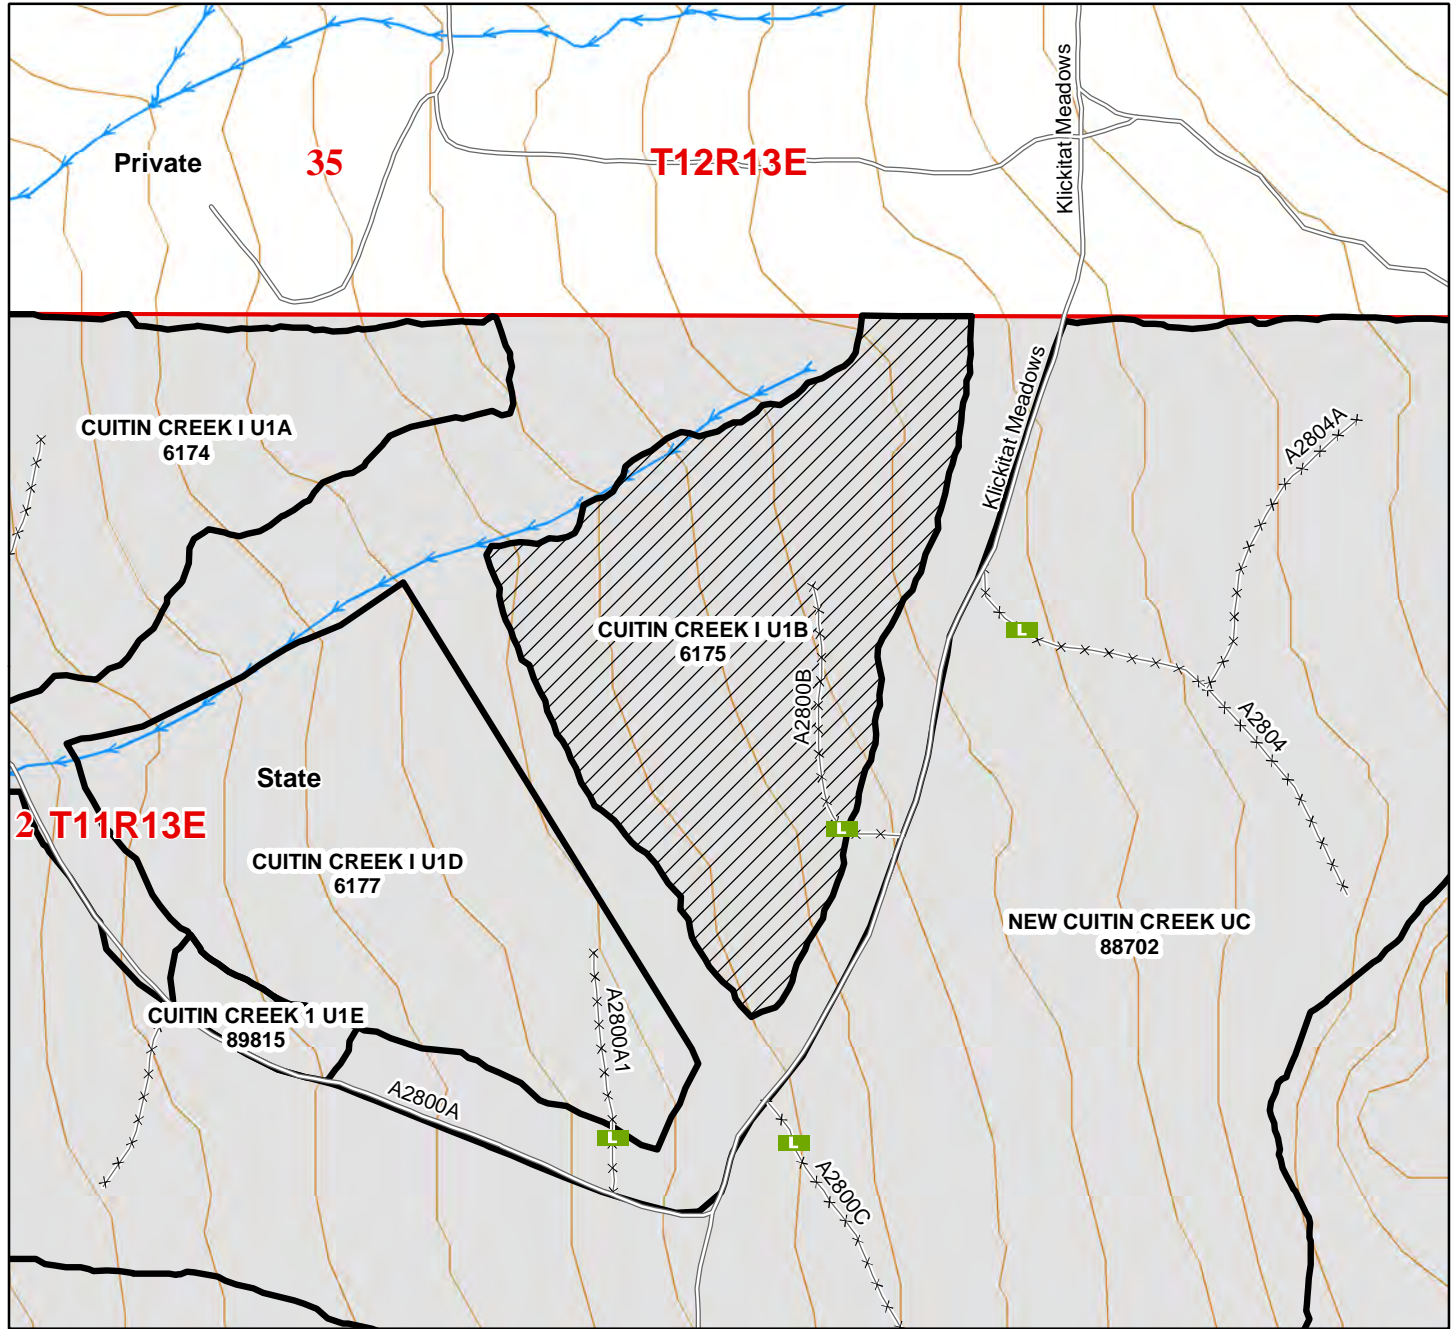 Klickitat Meadows
Private
35
T12R13E
Klickitat Meadows
CUITIN CREEK I U1A
6174
A2804A
L
CUITIN CREEK I U1B
6175
A2800B
A2804
State
2 T11R13E
L
CUITIN CREEK I U1D
6177
NEW CUITIN CREEK UC
88702
CUITIN CREEK 1 U1E
89815
A2800A1
A2800A
L
L
A2800C